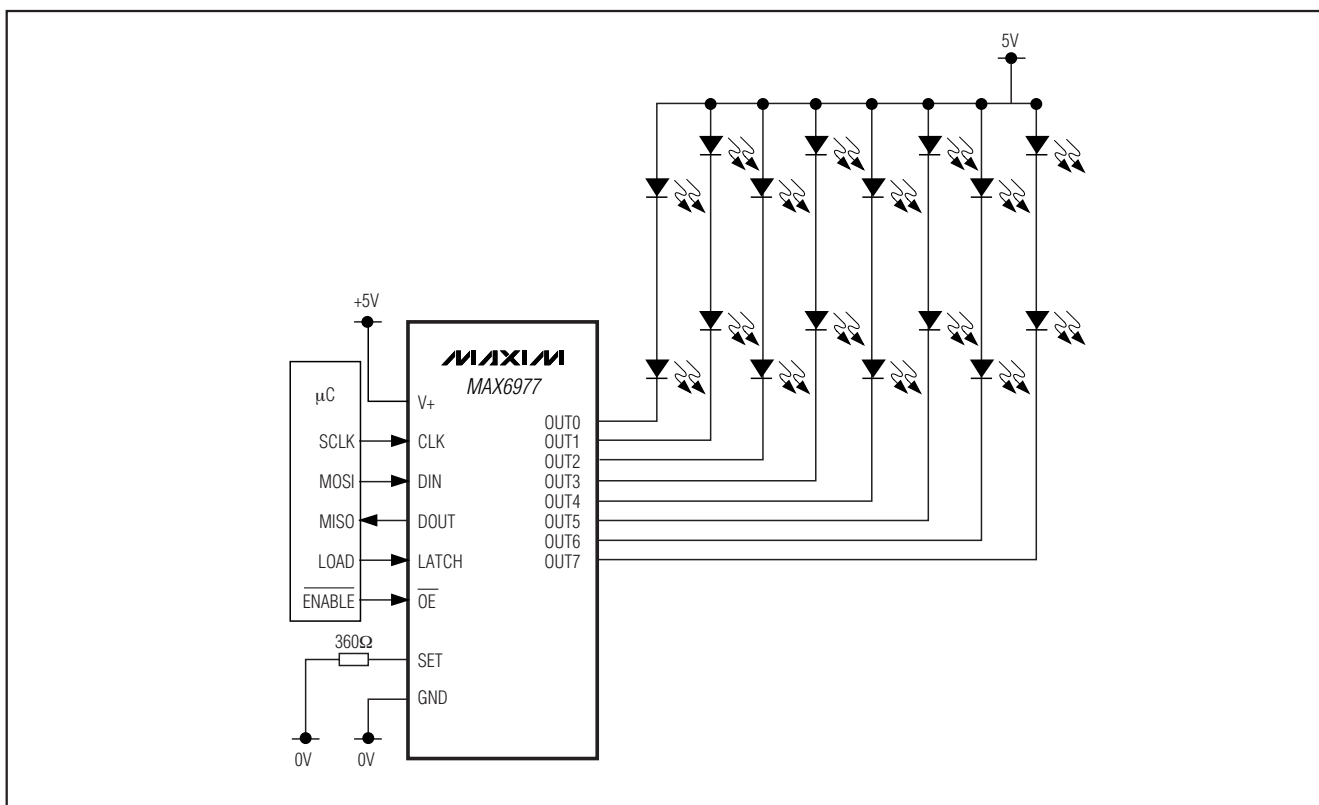 5V
+5V
MAXIM
MAX6977
µC
V+
OUT0
SCLK
CLK
OUT1
OUT2
MOSI
DIN
OUT3
OUT4
MISO
DOUT
OUT5
OUT6
LOAD
LATCH
OUT7
ENABLE
OE
360Ω
SET
GND
0V
0V